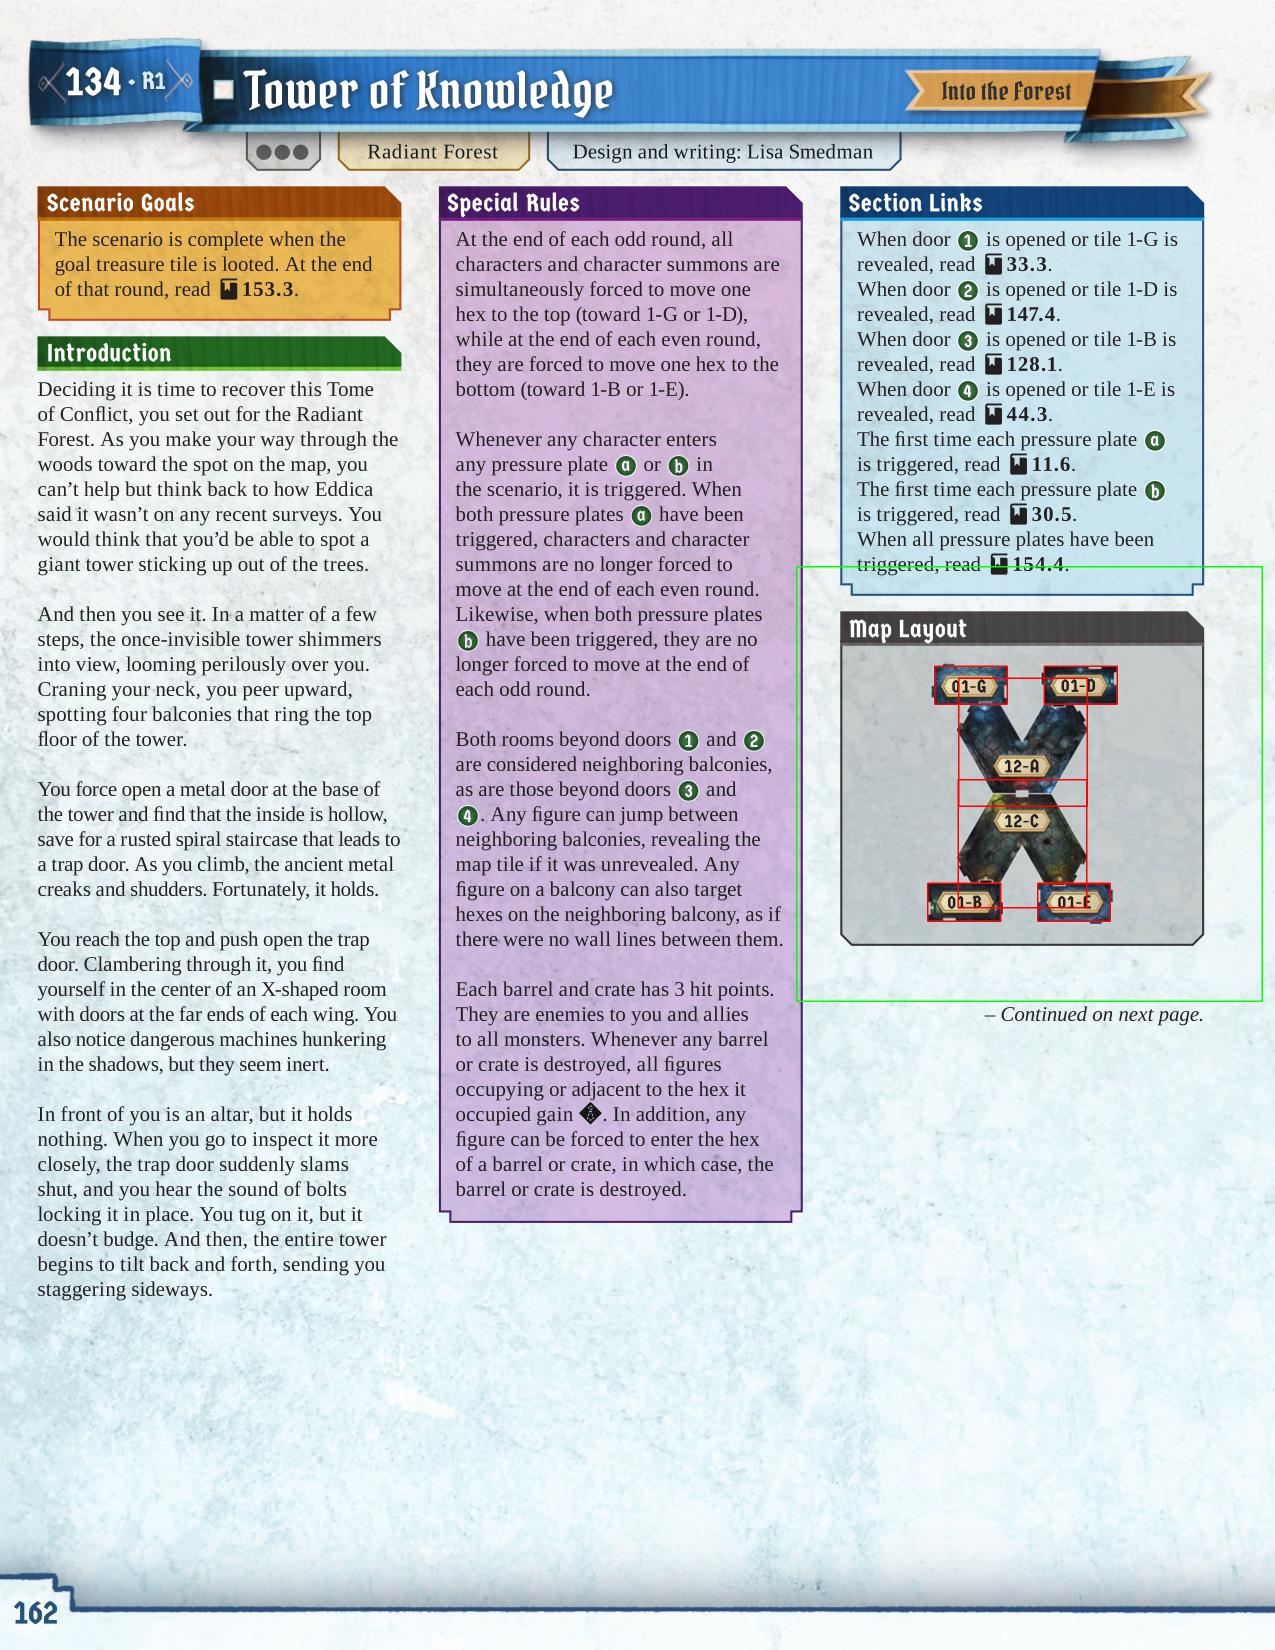 134 · R1
Tower of Knowledge
Into the Forest
Radiant Forest
Design and writing: Lisa Smedman
Scenario Goals
The scenario is complete when the
goal treasure tile is looted. At the end
of that round, read 153.3.
Introduction
Deciding it is time to recover this Tome
of Conflict, you set out for the Radiant
Forest. As you make your way through the
woods toward the spot on the map, you
can’t help but think back to how Eddica
said it wasn’t on any recent surveys. You
would think that you’d be able to spot a
giant tower sticking up out of the trees.
And then you see it. In a matter of a few
steps, the once-invisible tower shimmers
into view, looming perilously over you.
Craning your neck, you peer upward,
spotting four balconies that ring the top
floor of the tower.
You force open a metal door at the base of
the tower and find that the inside is hollow,
save for a rusted spiral staircase that leads to
a trap door. As you climb, the ancient metal
creaks and shudders. Fortunately, it holds.
You reach the top and push open the trap
door. Clambering through it, you find
yourself in the center of an X-shaped room
with doors at the far ends of each wing. You
also notice dangerous machines hunkering
in the shadows, but they seem inert.
In front of you is an altar, but it holds
nothing. When you go to inspect it more
closely, the trap door suddenly slams
shut, and you hear the sound of bolts
locking it in place. You tug on it, but it
doesn’t budge. And then, the entire tower
begins to tilt back and forth, sending you
staggering sideways.
Special Rules
At the end of each odd round, all
characters and character summons are
simultaneously forced to move one
hex to the top (toward 1-G or 1-D),
while at the end of each even round,
they are forced to move one hex to the
bottom (toward 1-B or 1-E).
Whenever any character enters
any pressure plate a or b in
the scenario, it is triggered. When
both pressure plates a have been
triggered, characters and character
summons are no longer forced to
move at the end of each even round.
Likewise, when both pressure plates
b have been triggered, they are no
longer forced to move at the end of
each odd round.
Both rooms beyond doors 1 and 2
are considered neighboring balconies,
as are those beyond doors 3 and
4. Any figure can jump between
neighboring balconies, revealing the
map tile if it was unrevealed. Any
figure on a balcony can also target
hexes on the neighboring balcony, as if
there were no wall lines between them.
Each barrel and crate has 3 hit points.
They are enemies to you and allies
to all monsters. Whenever any barrel
or crate is destroyed, all figures
occupying or adjacent to the hex it
occupied gain . In addition, any
figure can be forced to enter the hex
of a barrel or crate, in which case, the
barrel or crate is destroyed.
Section Links
When door 1 is opened or tile 1-G is
revealed, read 33.3.
When door 2 is opened or tile 1-D is
revealed, read 147.4.
When door 3 is opened or tile 1-B is
revealed, read 128.1.
When door 4 is opened or tile 1-E is
revealed, read 44.3.
The first time each pressure plate a
is triggered, read 11.6.
The first time each pressure plate b
is triggered, read 30.5.
When all pressure plates have been
triggered, read 154.4.
Map Layout
01-G
01-D
12-A
12-C
01-B
01-E
– Continued on next page.
162